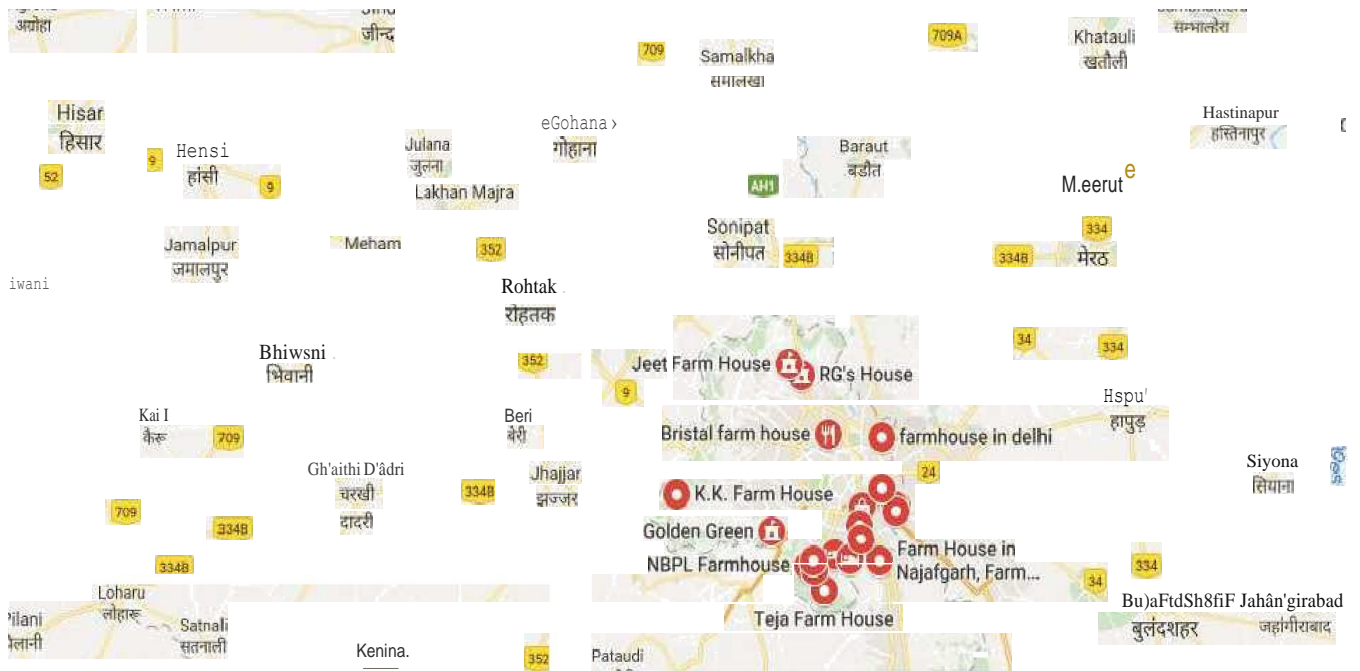 अग्रोहा
जीन्द
709
Samalkha
समालखा
709A
Khatauli
खतौली
सम्भालहेरा
Hisar
हिसार
52
9
Hensi
हांसी
9
Julana
जुलना
Lakhan Majra
eGohana ›
गोहाना
AH1
Baraut
बड़ौत
Hastinapur
हस्तिनापुर
M.eerut e
334
334B
मेरठ
Jamalpur
जमालपुर
Meham
352
Sonipat
सोनीपत
334B
iwani
Rohtak
रोहतक
Bhiwsni
भिवानी
352
9
Jeet Farm House
RG's House
34
334
Kai I
कैरू
709
Beri
बेरी
Bristal farm house
farmhouse in delhi
Hspu'
हापुड़
Gh'aithi D'âdri
चरखी
दादरी
334B
Jhajjar
झज्जर
K.K. Farm House
24
Siyona
सियाना
709
334B
Golden Green
NBPL Farmhouse
Farm House in
Najafgarh, Farm...
334B
34
334
Loharu
लोहारू
Teja Farm House
Bu)aFtdSh8fiF Jahân'girabad
बुलंदशहर
जहांगीराबाद
Pilani
पिलानी
Satnali
सतनाली
Kenina.
352
Pataudi